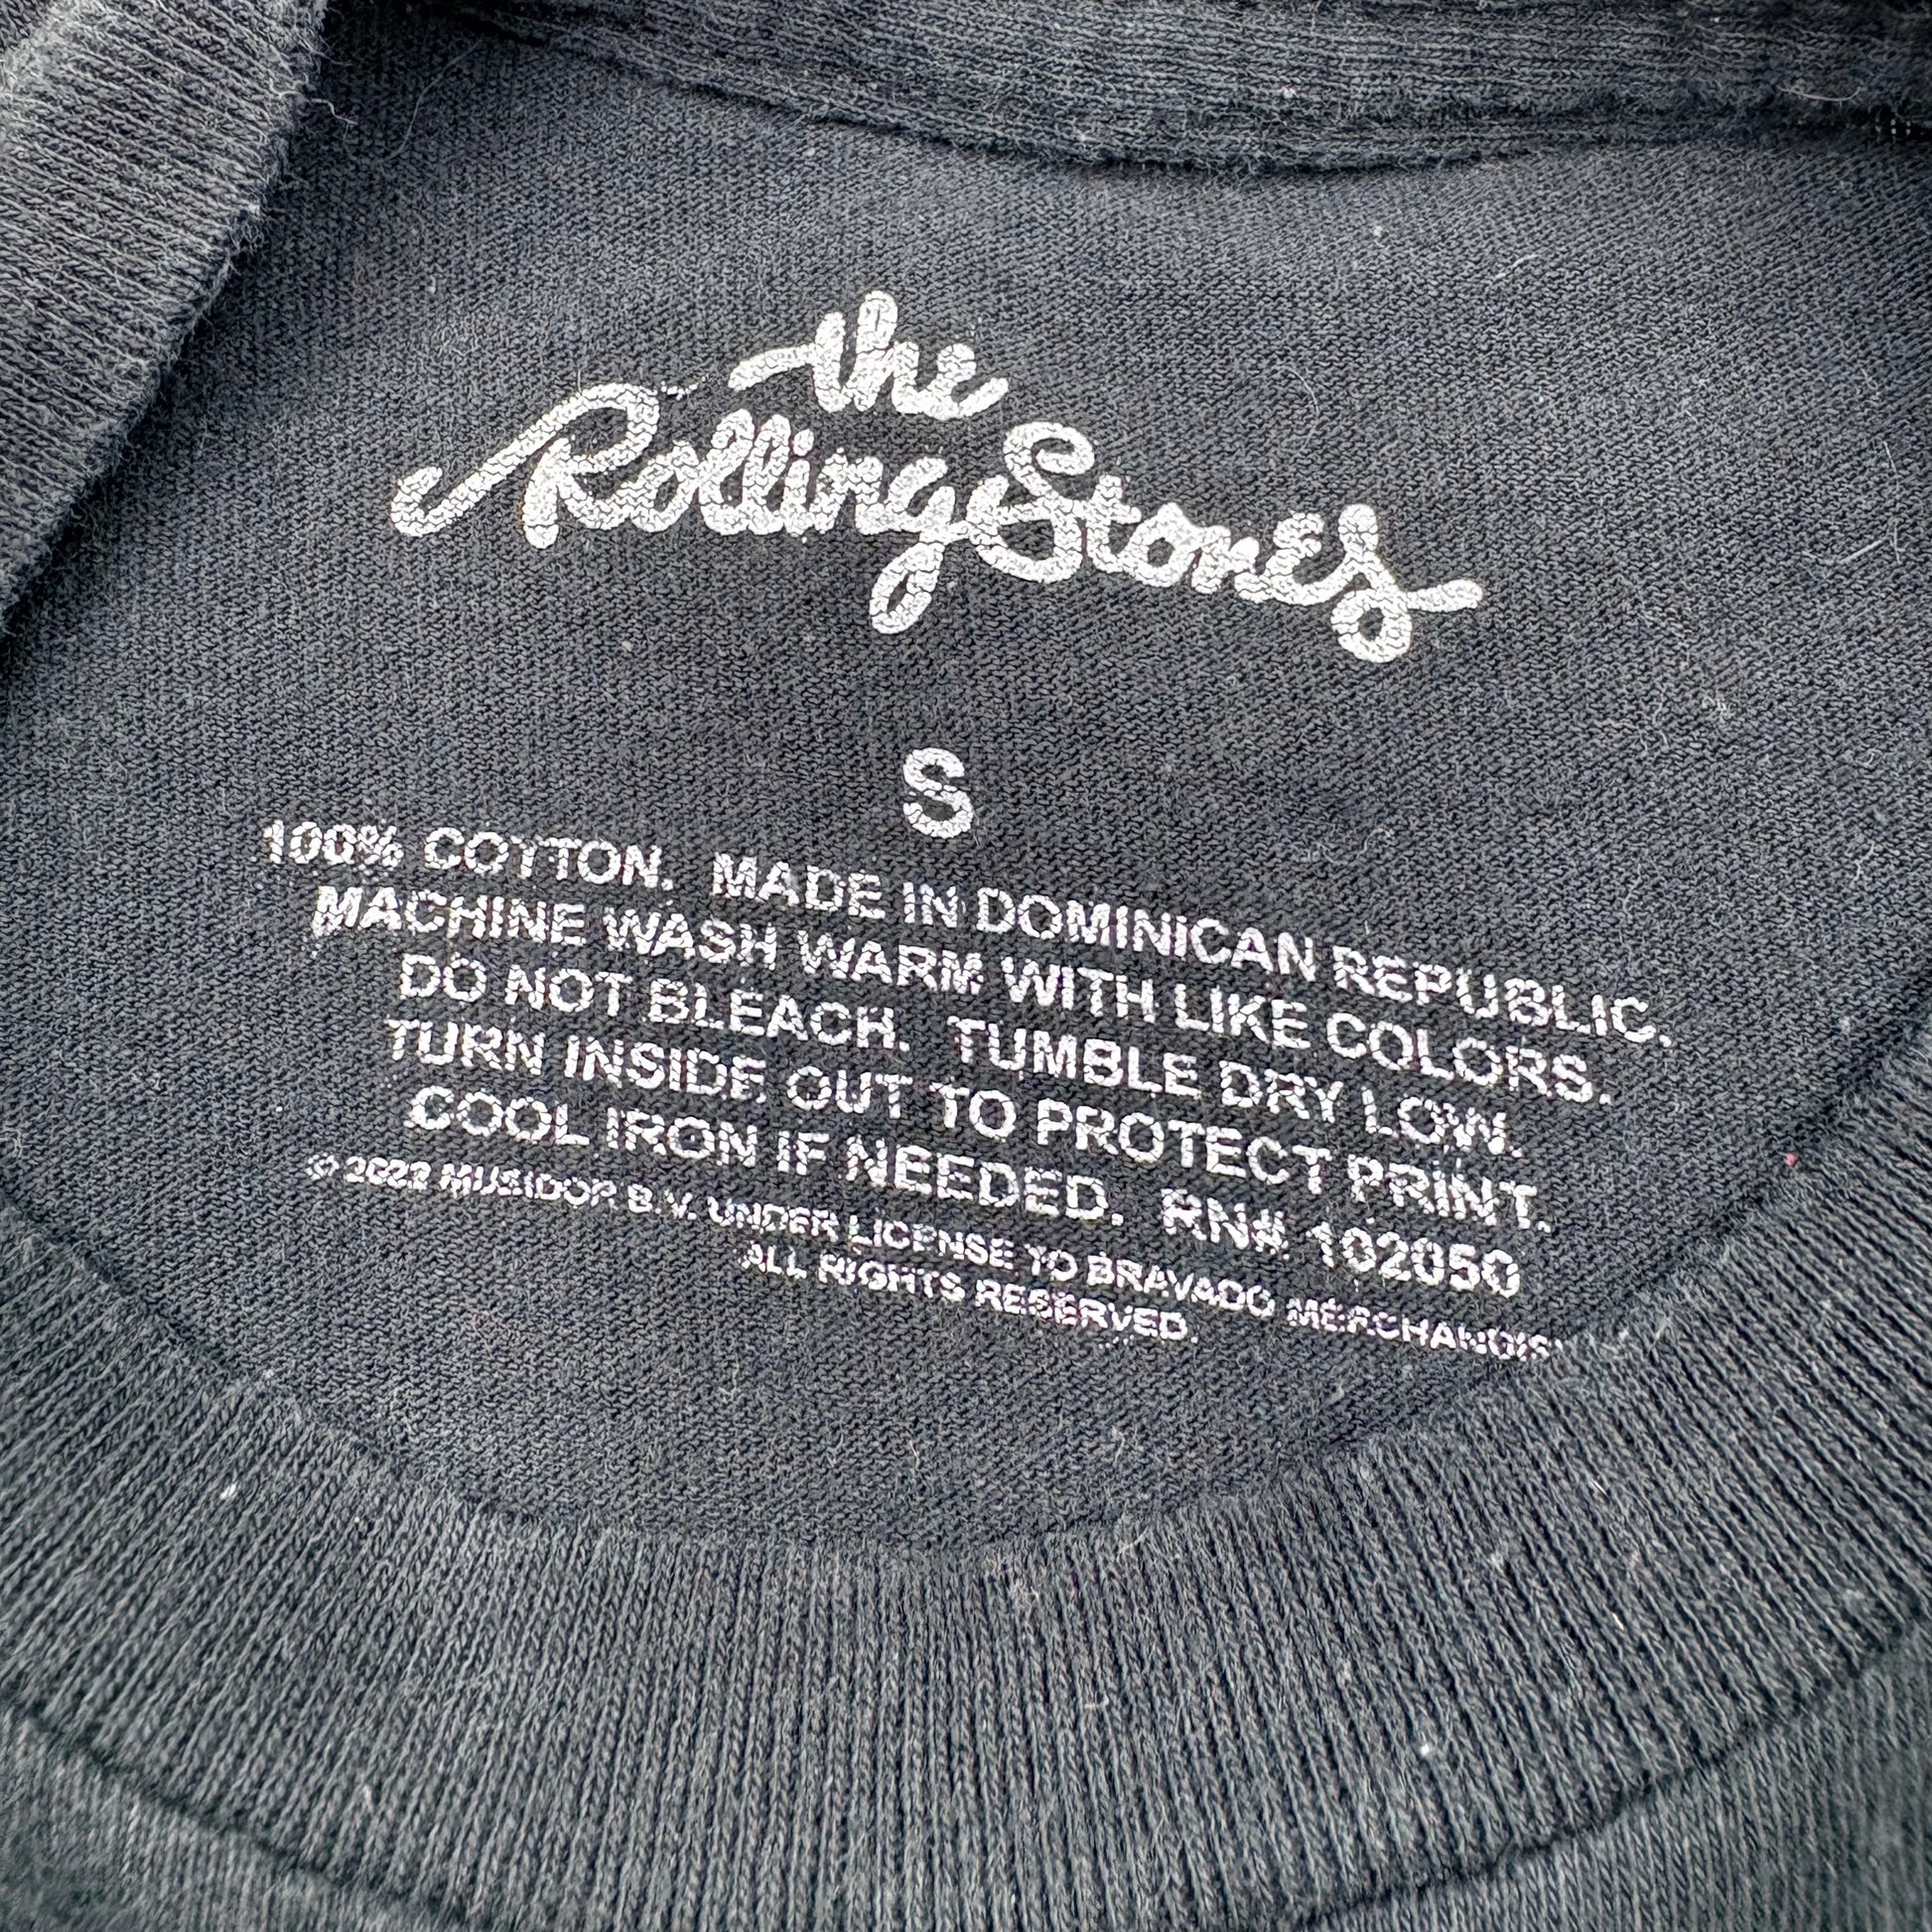 the
Rolling Stones
S
100% COTTON. MADE IN DOMINICAN REPUBLIC.
MACHINE WASH WARM WITH LIKE COLORS.
DO NOT BLEACH. TUMBLE DRY LOW.
TURN INSIDE OUT TO PROTECT PRINT.
COOL IRON IF NEEDED. RN# 102050
© 2022 MUSIDOR B.V. UNDER LICENSE TO BRAVADO
ALL RIGHTS RESERVED.